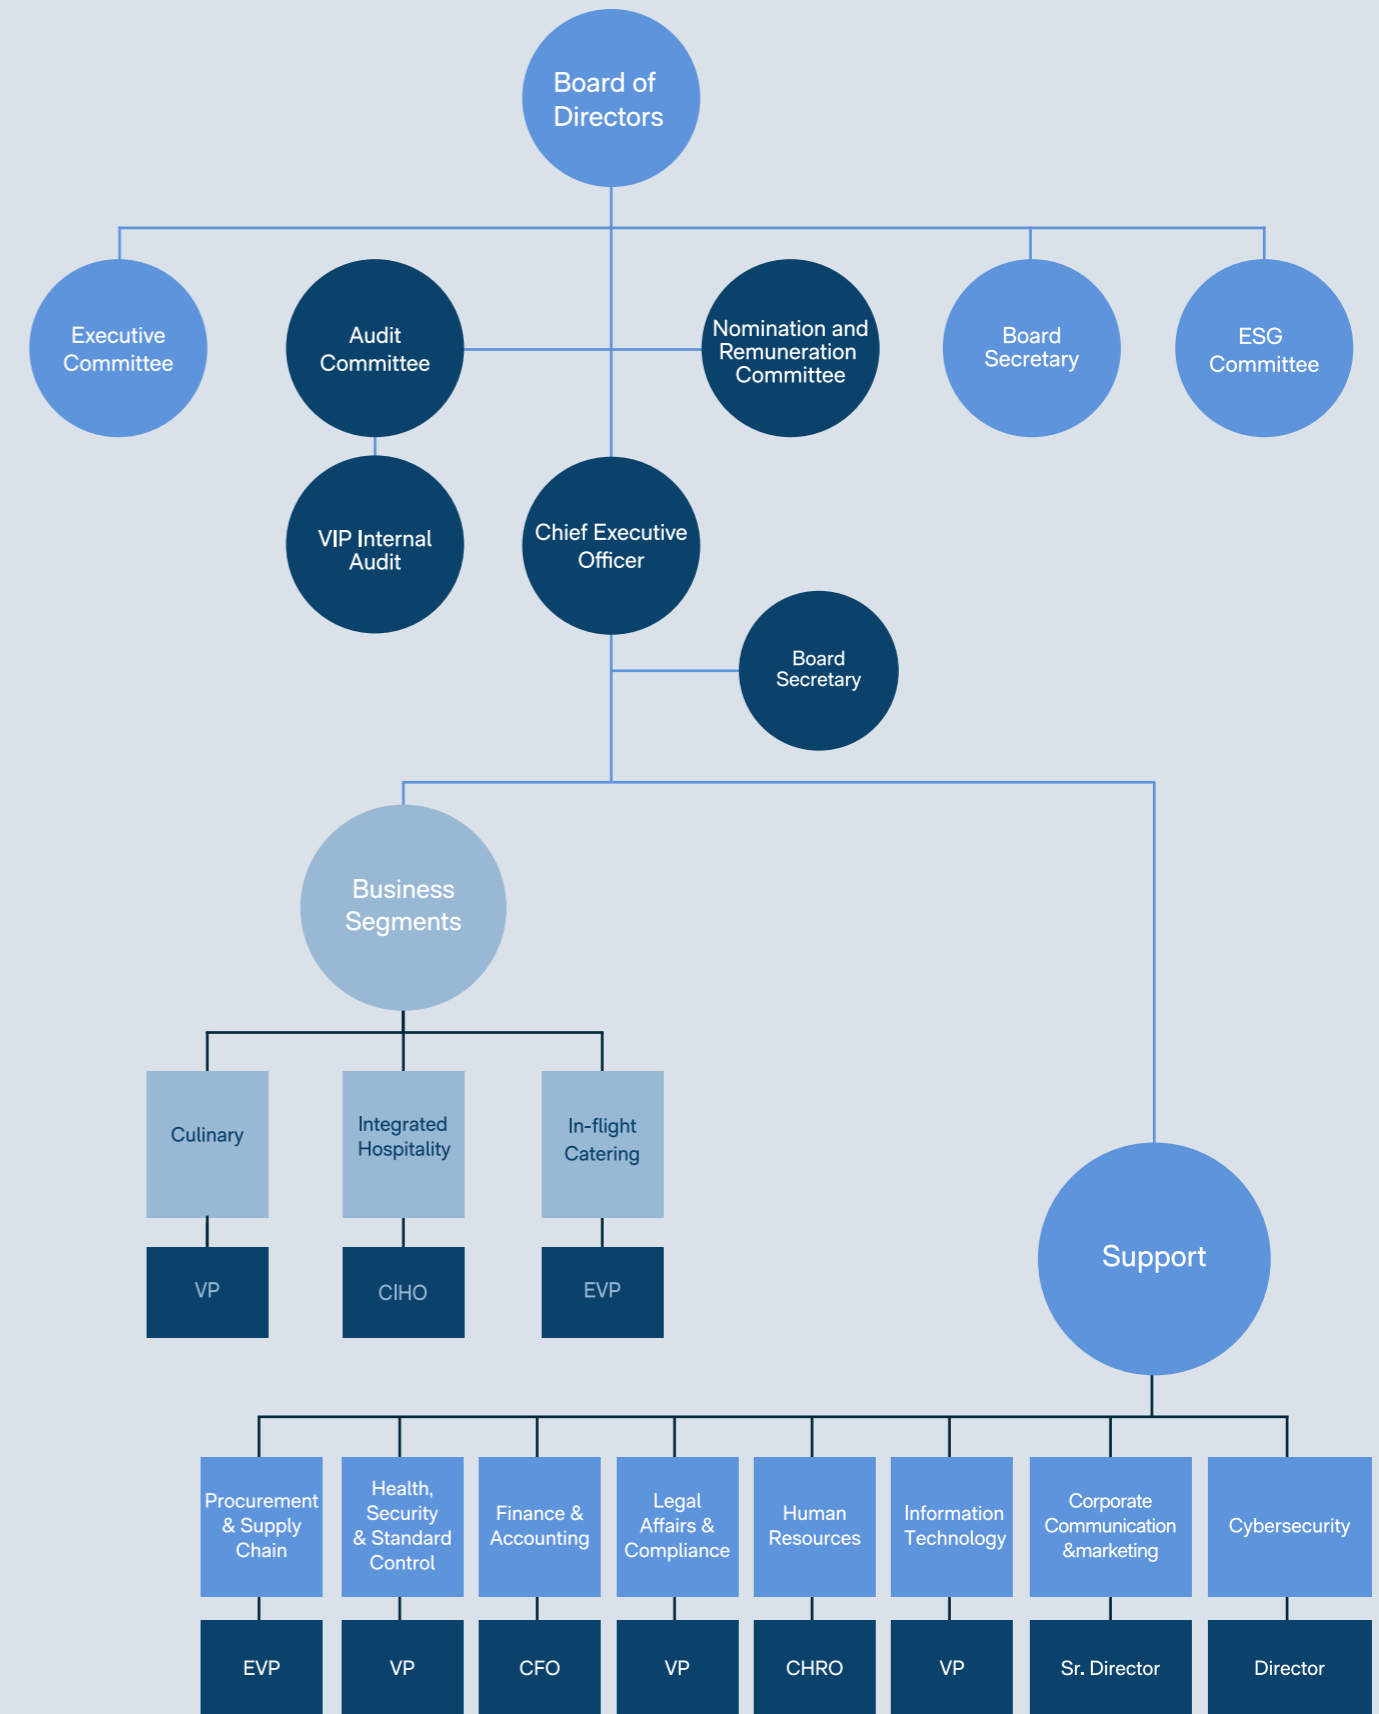 Board of
Directors
Executive
Committee
Audit
Committee
Nomination and
Remuneration
Committee
Board
Secretary
ESG
Committee
VIP Internal
Audit
Chief Executive
Officer
Board
Secretary
Business
Segments
Culinary
Integrated
Hospitality
In-flight
Catering
VP
CIHO
EVP
Support
Procurement
& Supply
Chain
Health,
Security
& Standard
Control
Finance &
Accounting
Legal
Affairs &
Compliance
Human
Resources
Information
Technology
Corporate
Communication
&marketing
Cybersecurity
EVP
VP
CFO
VP
CHRO
VP
Sr. Director
Director